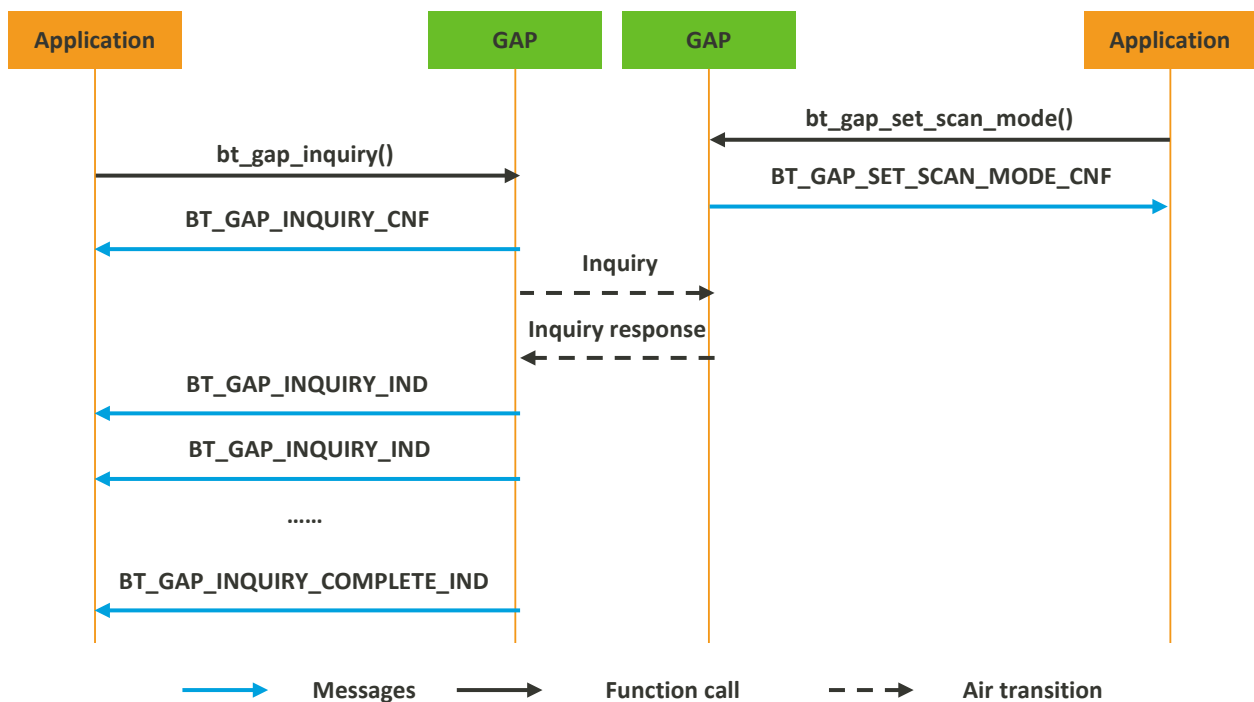 Application
GAP
GAP
Application
bt_gap_set_scan_mode()
bt_gap_inquiry()
BT_GAP_SET_SCAN_MODE_CNF
BT_GAP_INQUIRY_CNF
Inquiry
Inquiry response
BT_GAP_INQUIRY_IND
BT_GAP_INQUIRY_IND
......
BT_GAP_INQUIRY_COMPLETE_IND
Messages
Function call
Air transition